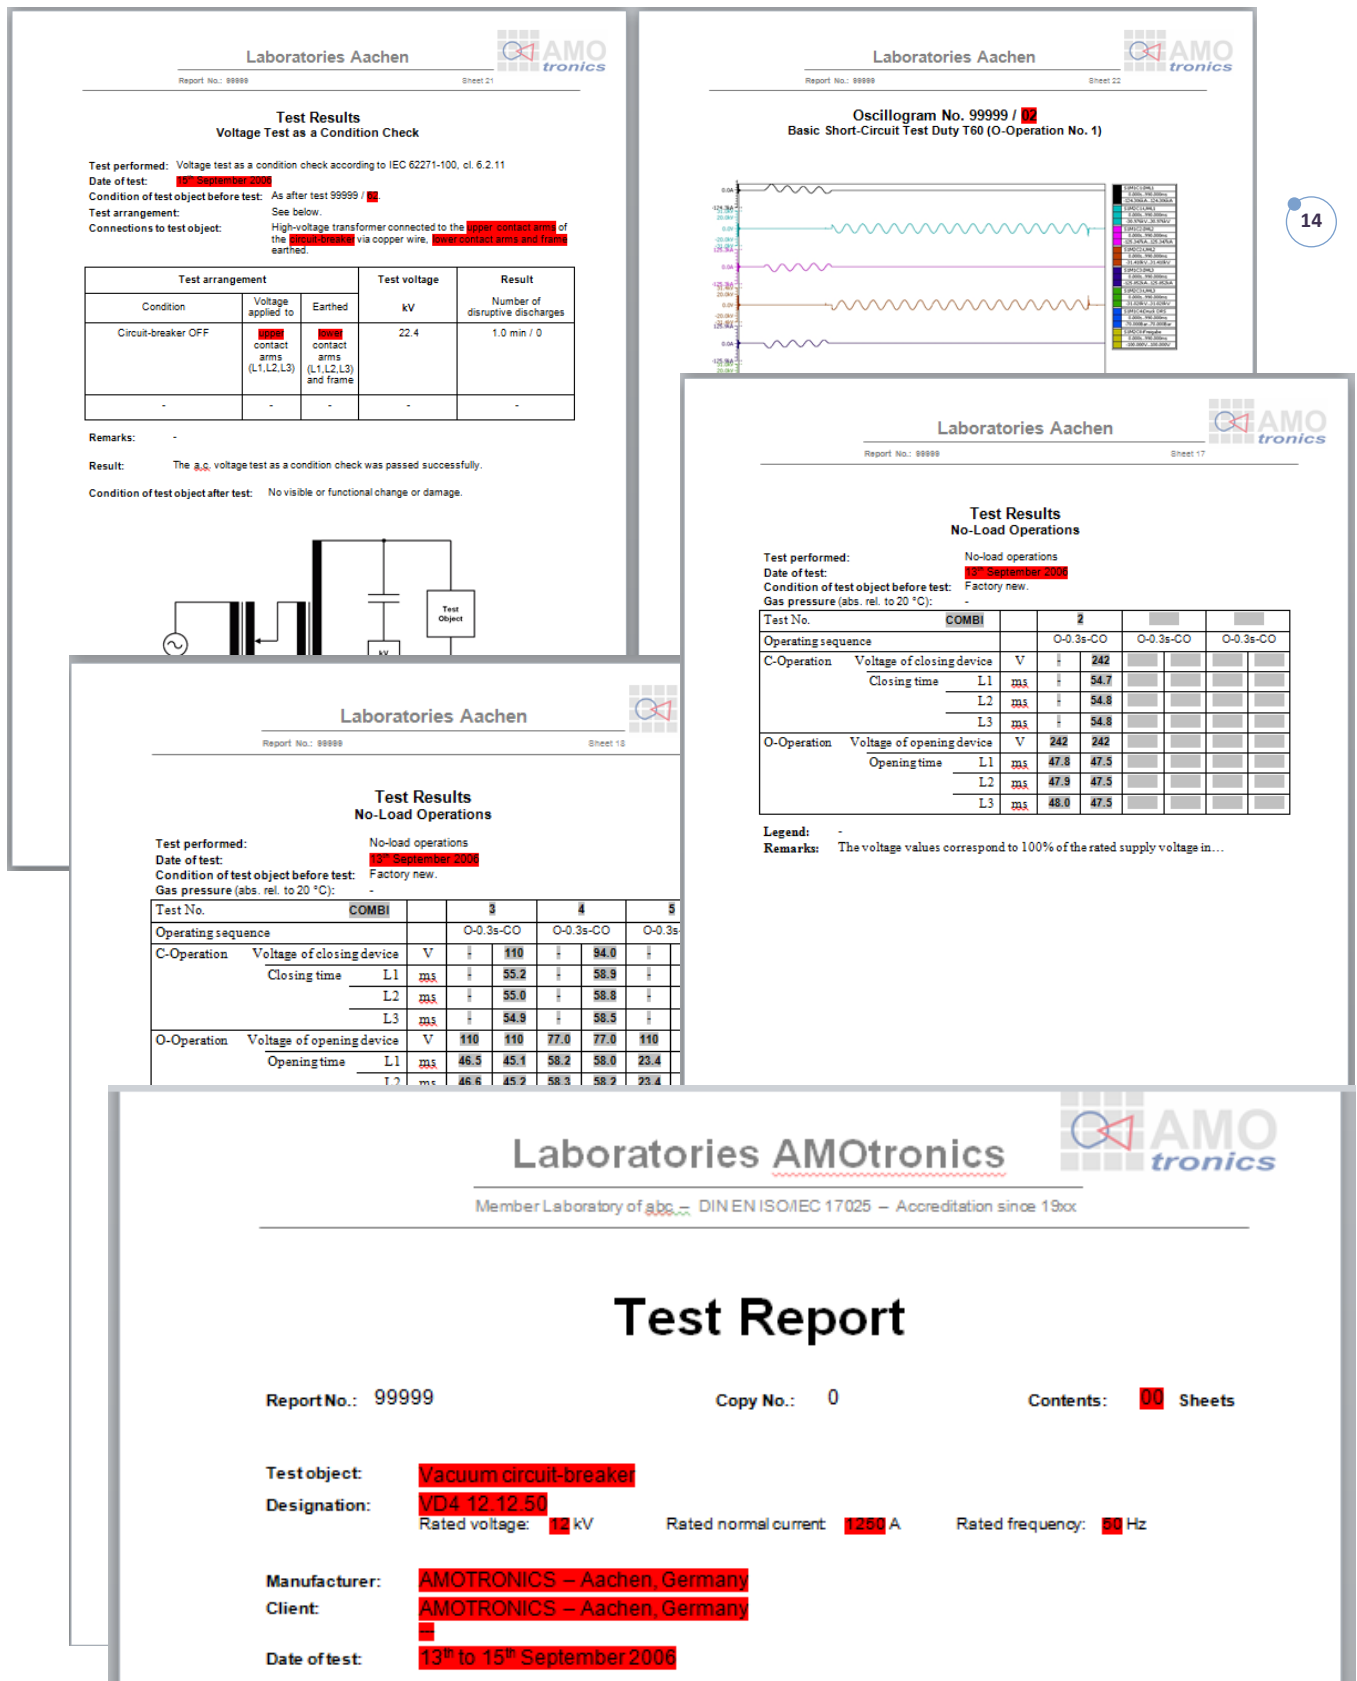 Laboratories Aachen
AMO
tronics
Report No.: 99999
Sheet 21
Test Results
Voltage Test as a Condition Check
Test performed: Voltage test as a condition check according to IEC 62271-100, cl. 6.2.11
Date of test: 15th September 2006
Condition of test object before test: As after test 99999 / 62.
Test arrangement: See below.
Connections to test object: High-voltage transformer connected to the upper contact arms of
the circuit-breaker via copper wire, lower contact arms and frame
earthed.
Test arrangement Test voltage Result
Condition Voltage applied to Earthed kV Number of disruptive discharges
Circuit-breaker OFF upper contact arms (L1,L2,L3) lower contact arms (L1,L2,L3) and frame 22.4 1.0 min / 0
- - - - -
Remarks: -
Result: The a.c. voltage test as a condition check was passed successfully.
Condition of test object after test: No visible or functional change or damage.
Test
Object
kV
Laboratories Aachen
AMO
tronics
Report No.: 99999
Sheet 22
Oscillogram No. 99999 / 02
Basic Short-Circuit Test Duty T60 (O-Operation No. 1)
14
Laboratories Aachen
AMO
tronics
Report No.: 99999
Sheet 17
Test Results
No-Load Operations
Test performed: No-load operations
Date of test: 13th September 2006
Condition of test object before test: Factory new.
Gas pressure (abs. rel. to 20 °C): -
Test No. COMBI 2
Operating sequence O-0.3s-CO O-0.3s-CO O-0.3s-CO
C-Operation Voltage of closing device V - 242
Closing time L1 ms - 54.7
L2 ms - 54.8
L3 ms - 54.8
O-Operation Voltage of opening device V 242 242
Opening time L1 ms 47.8 47.5
L2 ms 47.9 47.5
L3 ms 48.0 47.5
Legend: -
Remarks: The voltage values correspond to 100% of the rated supply voltage in…
Laboratories Aachen
Report No.: 99999
Sheet 18
Test Results
No-Load Operations
Test performed: No-load operations
Date of test: 13th September 2006
Condition of test object before test: Factory new.
Gas pressure (abs. rel. to 20 °C): -
Test No. COMBI 3 4 5
Operating sequence O-0.3s-CO O-0.3s-CO O-0.3s-
C-Operation Voltage of closing device V - 110 - 94.0 -
Closing time L1 ms - 55.2 - 58.9 -
L2 ms - 55.0 - 58.8 -
L3 ms - 54.9 - 58.5 -
O-Operation Voltage of opening device V 110 110 77.0 77.0 110
Opening time L1 ms 46.5 45.1 58.2 58.0 23.4
L2 ms 46.6 45.2 58.3 58.2 23.4
Laboratories AMOtronics
AMO
tronics
Member Laboratory of abc – DIN EN ISO/IEC 17025 – Accreditation since 19xx
Test Report
Report No.: 99999 Copy No.: 0 Contents: 00 Sheets
Test object: Vacuum circuit-breaker
Designation: VD4 12.12.50
Rated voltage: 12 kV Rated normal current 1250 A Rated frequency: 50 Hz
Manufacturer: AMOTRONICS – Aachen, Germany
Client: AMOTRONICS – Aachen, Germany
---
Date of test: 13th to 15th September 2006